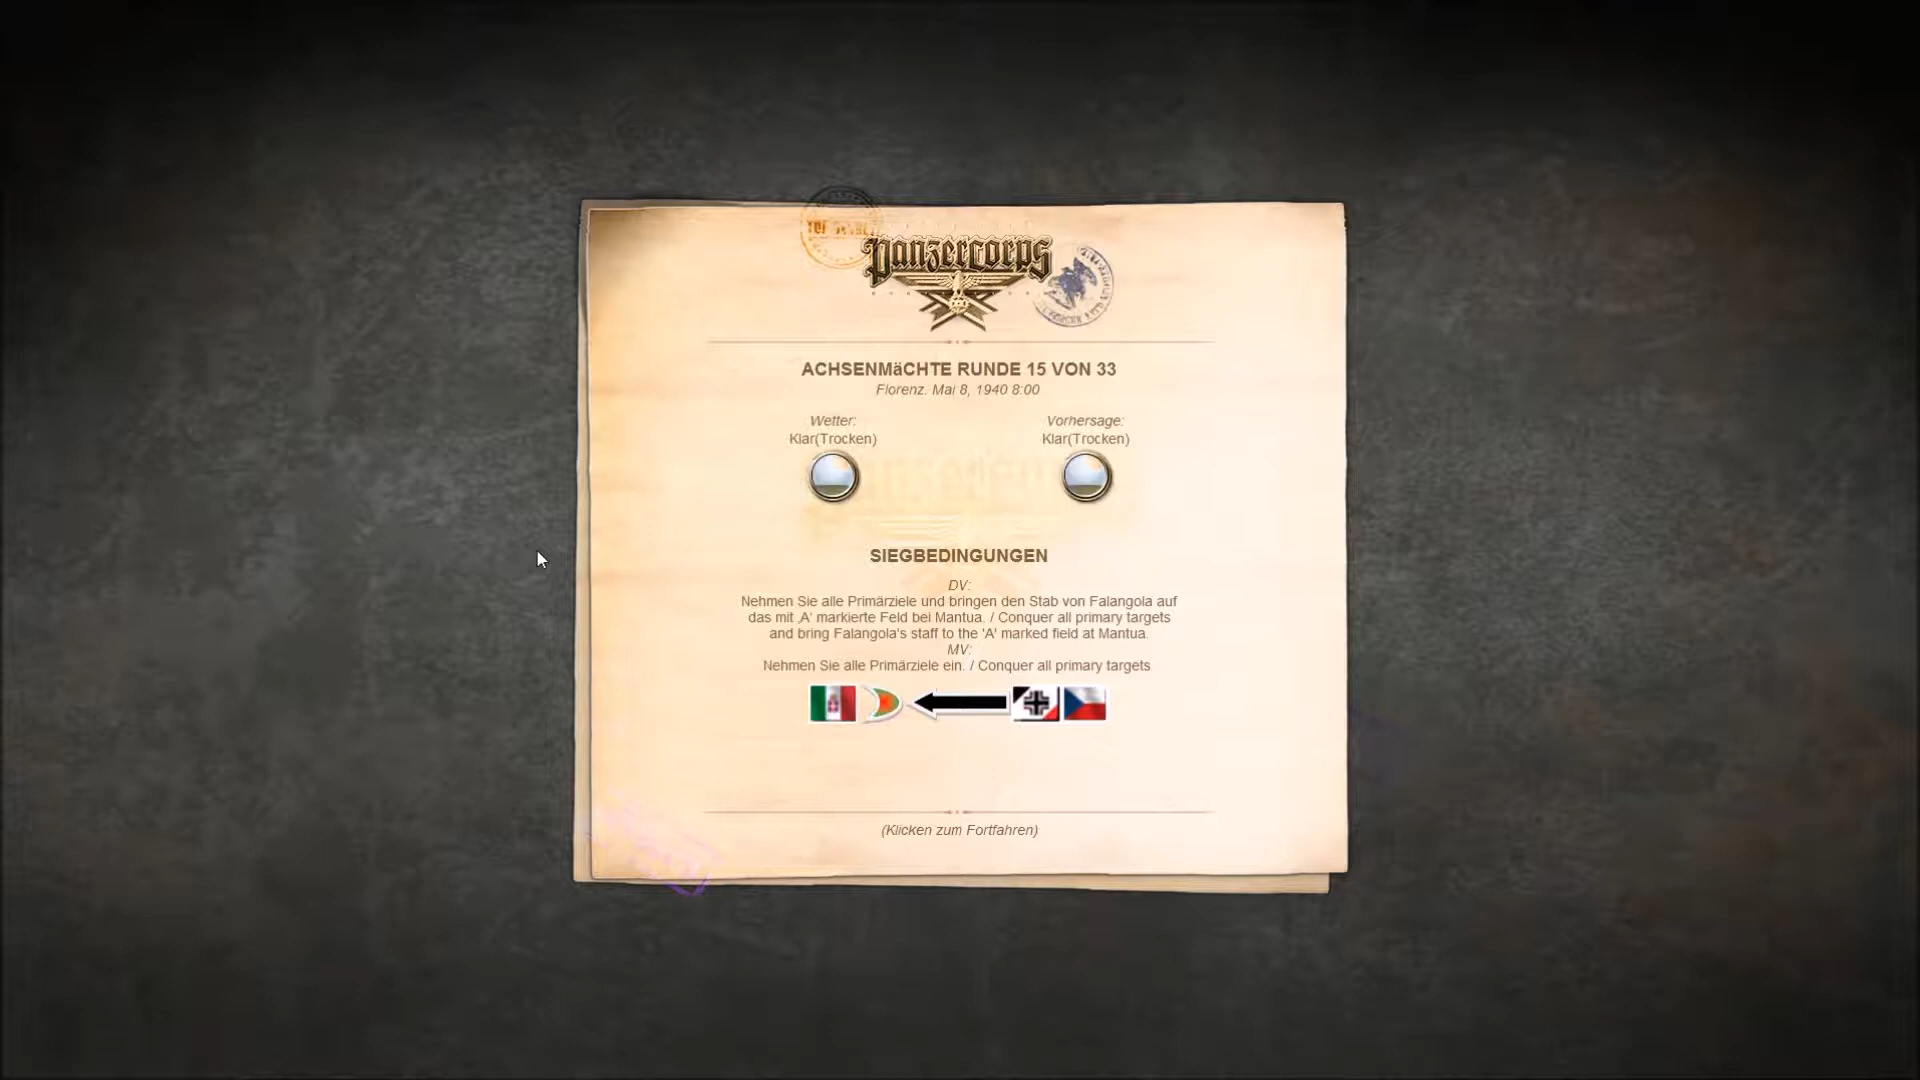 panzercorps
ACHSENMäCHTE RUNDE 15 VON 33
Florenz. Mai 8, 1940 8:00
Wetter:
Klar(Trocken)
Vorhersage:
Klar(Trocken)
SIEGBEDINGUNGEN
DV:
Nehmen Sie alle Primärziele und bringen den Stab von Falangola auf
das mit ‚A' markierte Feld bei Mantua. / Conquer all primary targets
and bring Falangola's staff to the 'A' marked field at Mantua.
MV:
Nehmen Sie alle Primärziele ein. / Conquer all primary targets
(Klicken zum Fortfahren)